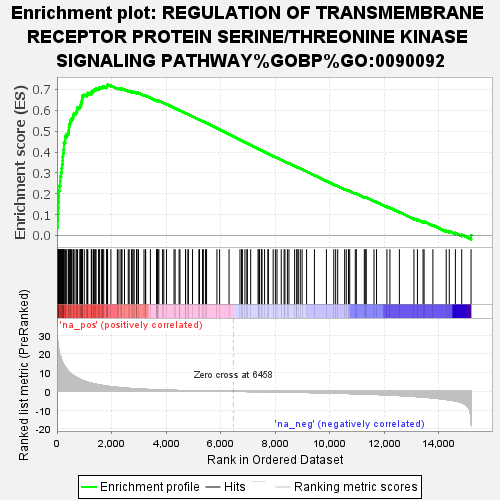 Enrichment plot: REGULATION OF TRANSMEMBRANE
RECEPTOR PROTEIN SERINE/THREONINE KINASE
SIGNALING PATHWAY%GOBP%GO:0090092
Enrichment score (ES)
0.7
0.6
0.5
0.4
0.3
0.2
0.1
0.0
'na_pos' (positively correlated)
Ranked list metric (PreRanked)
30
20
10
0
-10
-20
Zero cross at 6458
'na_neg' (negatively correlated)
0 2,000 4,000 6,000 8,000 10,000 12,000 14,000
Rank in Ordered Dataset
Enrichment profile Hits Ranking metric scores